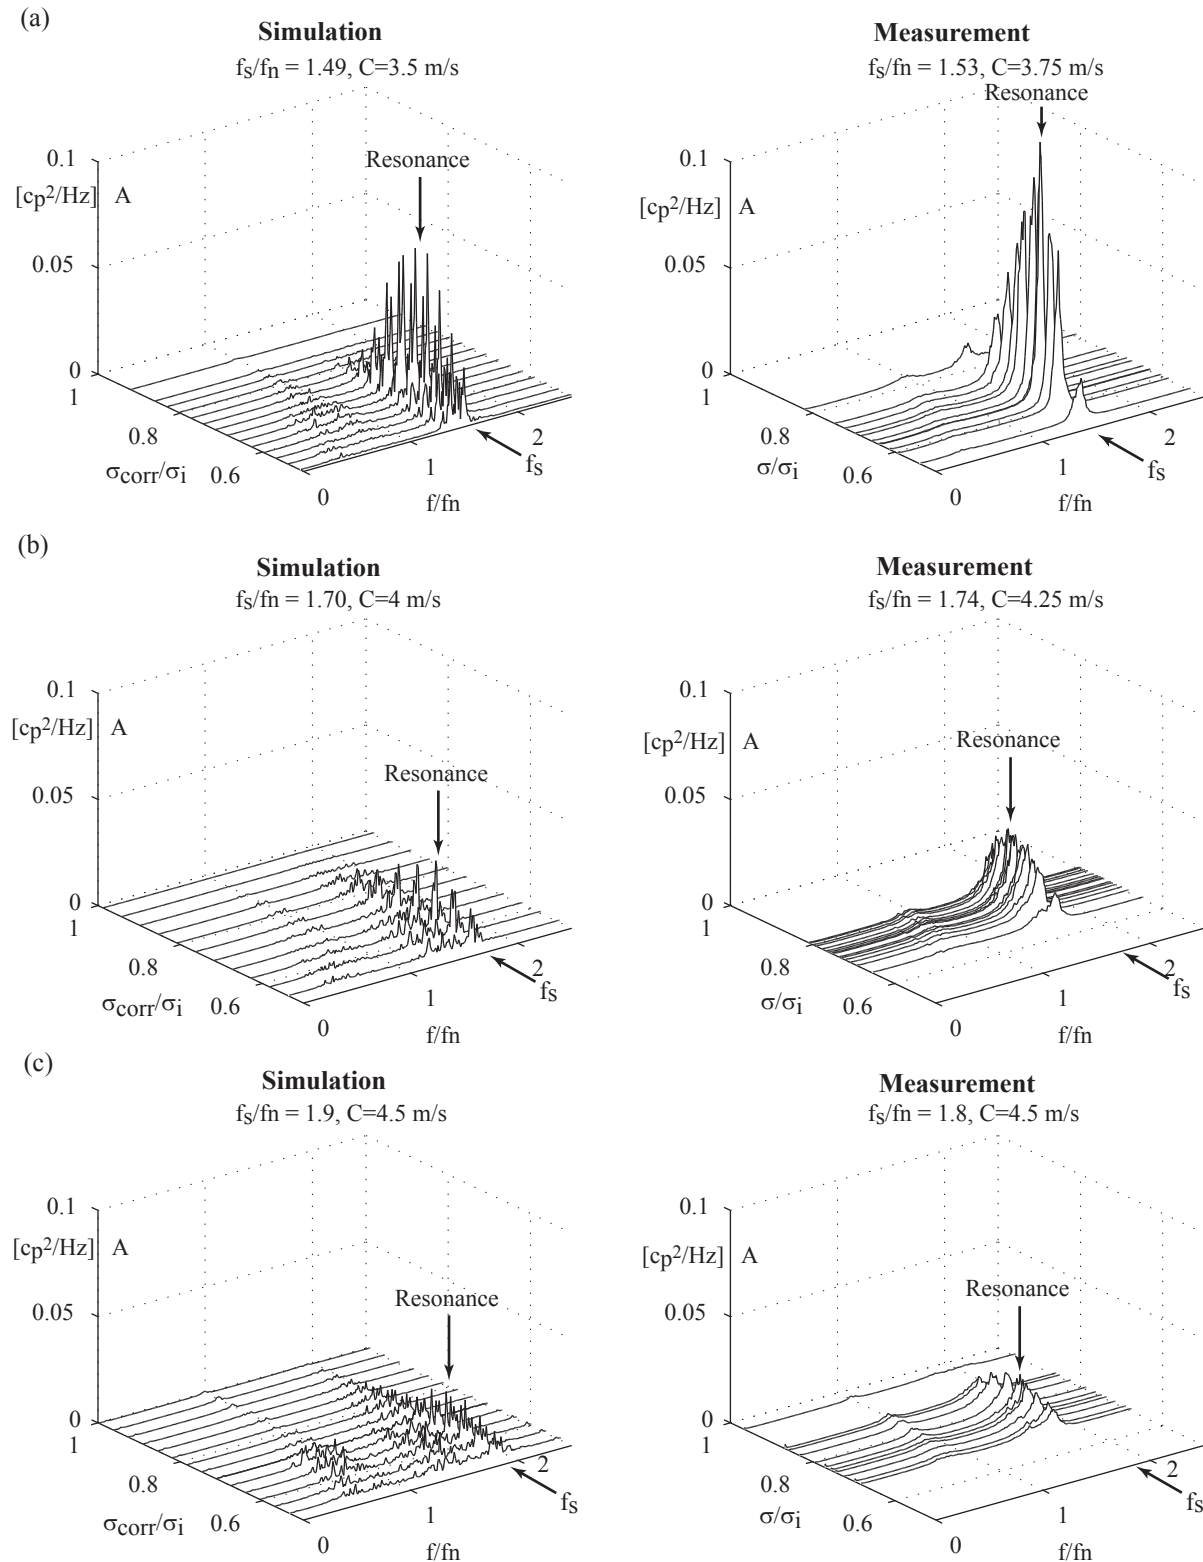 (a)
Simulation
fs/fn = 1.49, C=3.5 m/s
0.1
[cp²/Hz] A
Resonance
0.05
0
1
0.8
σcorr/σi
0.6
0
1
f/fn
2
fs
Measurement
fs/fn = 1.53, C=3.75 m/s
Resonance
0.1
[cp²/Hz] A
0.05
0
1
0.8
σ/σi
0.6
0
1
f/fn
2
fs
(b)
Simulation
fs/fn = 1.70, C=4 m/s
0.1
[cp²/Hz] A
Resonance
0.05
0
1
0.8
σcorr/σi
0.6
0
1
f/fn
2
fs
Measurement
fs/fn = 1.74, C=4.25 m/s
0.1
[cp²/Hz] A
Resonance
0.05
0
1
0.8
σ/σi
0.6
0
1
f/fn
2
fs
(c)
Simulation
fs/fn = 1.9, C=4.5 m/s
0.1
[cp²/Hz] A
Resonance
0.05
0
1
0.8
σcorr/σi
0.6
0
1
f/fn
2
fs
Measurement
fs/fn = 1.8, C=4.5 m/s
0.1
[cp²/Hz] A
Resonance
0.05
0
1
0.8
σ/σi
0.6
0
1
f/fn
2
fs